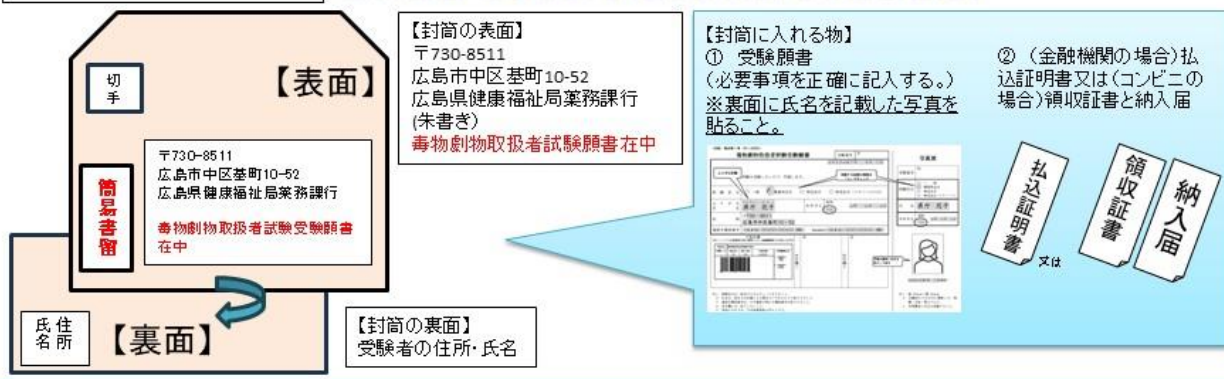 切手
【表面】
〒730-8511
広島市中区基町10-52
広島県健康福祉局薬務課行
毒物劇物取扱者試験受験願書
在中
簡易書留
氏名
住所
【裏面】
【封筒の表面】
〒730-8511
広島市中区基町10-52
広島県健康福祉局薬務課行
(朱書き)
毒物劇物取扱者試験願書在中
【封筒の裏面】
受験者の住所・氏名
【封筒に入れる物】
① 受験願書
(必要事項を正確に記入する。)
※裏面に氏名を記載した写真を
貼ること。
② (金融機関の場合)払
込証明書又は(コンビニの
場合)領収証書と納入届
払込証明書
又は
領収証書
納入届